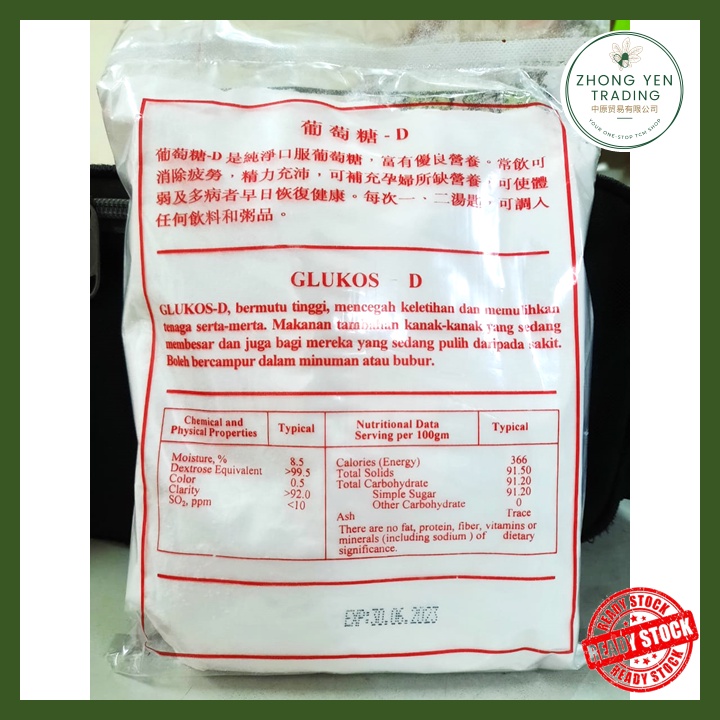 ZHONG YEN
TRADING
中原貿易有限公司
YOUR ONE-STOP TCM SHOP
葡萄糖-D
葡萄糖-D是純淨口服葡萄糖，富有優良營養。常飲可
消除疲勞，精力充沛，可補充孕婦所缺營養，可使體
弱及多病者早日恢復健康。每次一、二湯匙，可調入
任何飲料和粥品。
GLUKOS - D
GLUKOS-D, bermutu tinggi, mencegah keletihan dan memulihkan
tenaga serta-merta. Makanan tambahan kanak-kanak yang sedang
membesar dan juga bagi mereka yang sedang pulih daripada sakit.
Boleh bercampur dalam minuman atau bubur.
Chemical and Physical Properties Typical
Moisture, % 8.5
Dextrose Equivalent >99.5
Color 0.5
Clarity >92.0
SO₂, ppm <10
Nutritional Data Serving per 100gm Typical
Calories (Energy) 366
Total Solids 91.50
Total Carbohydrate 91.20
Simple Sugar 91.20
Other Carbohydrate 0
Ash Trace
There are no fat, protein, fiber, vitamins or
minerals (including sodium ) of dietary
significance.
EXP:30.06.2023
READY STOCK
READY STOCK
READY STOCK